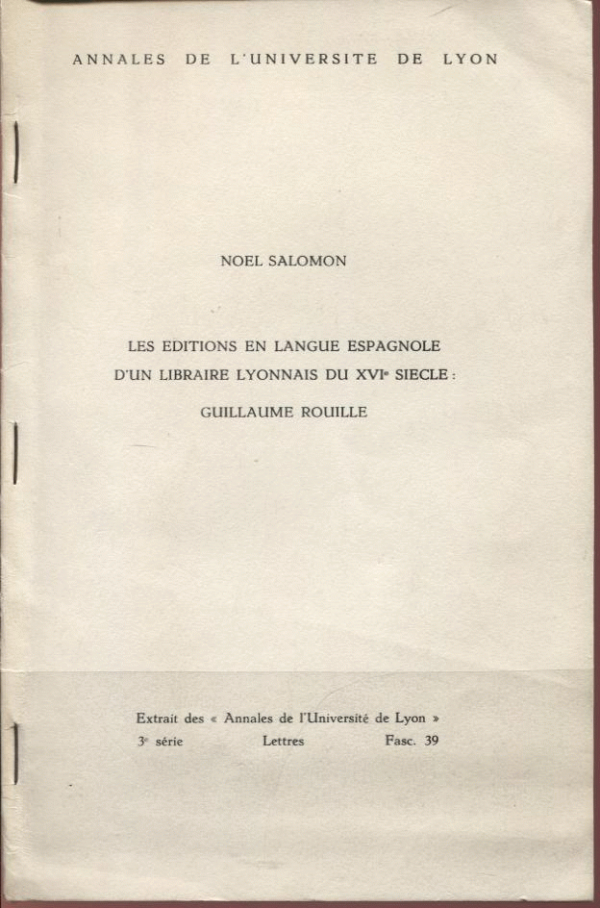 ANNALES DE L'UNIVERSITE DE LYON
NOEL SALOMON
LES EDITIONS EN LANGUE ESPAGNOLE
D'UN LIBRAIRE LYONNAIS DU XVIe SIECLE :
GUILLAUME ROUILLE
Extrait des « Annales de l'Université de Lyon »
3e série Lettres Fasc. 39